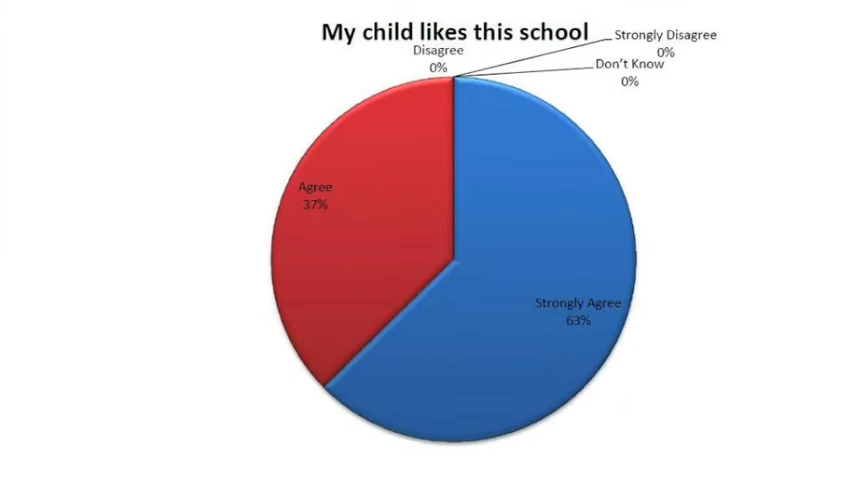 My child likes this school
Disagree
0%
Strongly Disagree
0%
Don't Know
0%
Agree
37%
Strongly Agree
63%